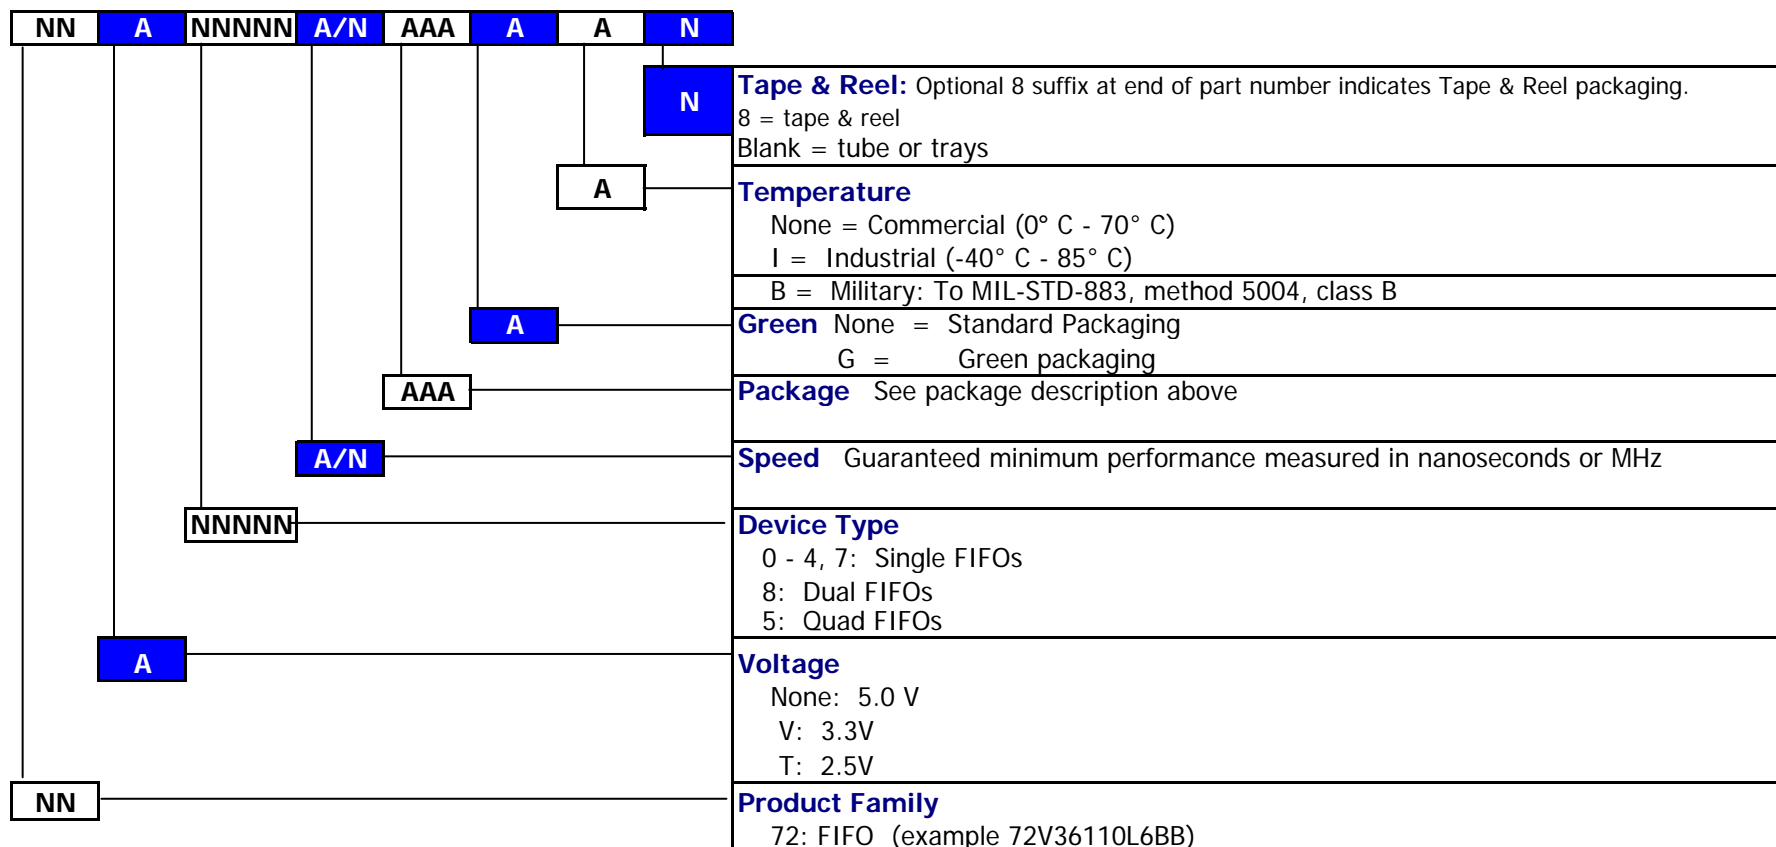 NN A NNNNN A/N AAA A A N
N
Tape & Reel: Optional 8 suffix at end of part number indicates Tape & Reel packaging.
8 = tape & reel
Blank = tube or trays
A
Temperature
None = Commercial (0° C - 70° C)
I = Industrial (-40° C - 85° C)
B = Military: To MIL-STD-883, method 5004, class B
A
Green None = Standard Packaging
G = Green packaging
AAA
Package See package description above
A/N
Speed Guaranteed minimum performance measured in nanoseconds or MHz
NNNNN
Device Type
0 - 4, 7: Single FIFOs
8: Dual FIFOs
5: Quad FIFOs
A
Voltage
None: 5.0 V
V: 3.3V
T: 2.5V
NN
Product Family
72: FIFO (example 72V36110L6BB)